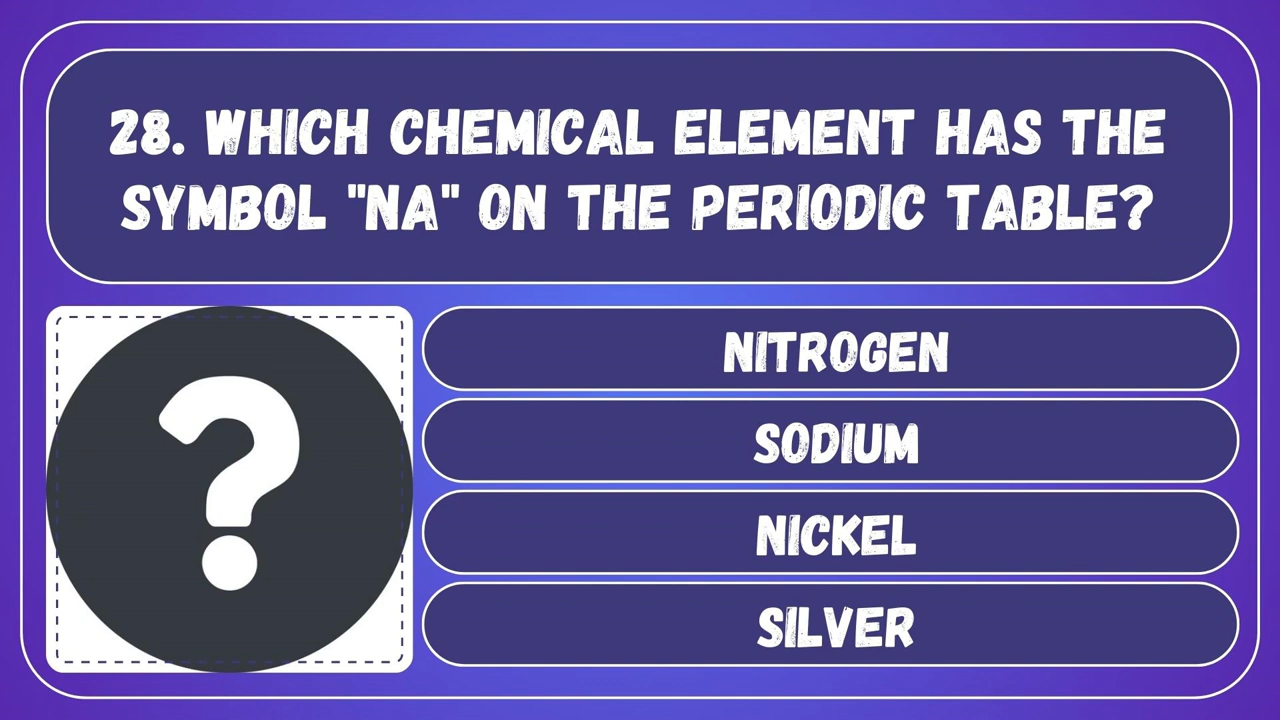 28. WHICH CHEMICAL ELEMENT HAS THE
SYMBOL "NA" ON THE PERIODIC TABLE?
?
NITROGEN
SODIUM
NICKEL
SILVER